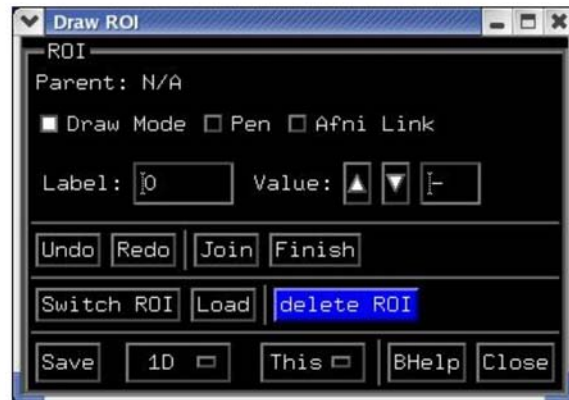 Draw ROI
ROI
Parent: N/A
Draw Mode Pen Afni Link
Label: 0 Value: -
Undo Redo Join Finish
Switch ROI Load delete ROI
Save 1D This BHelp Close